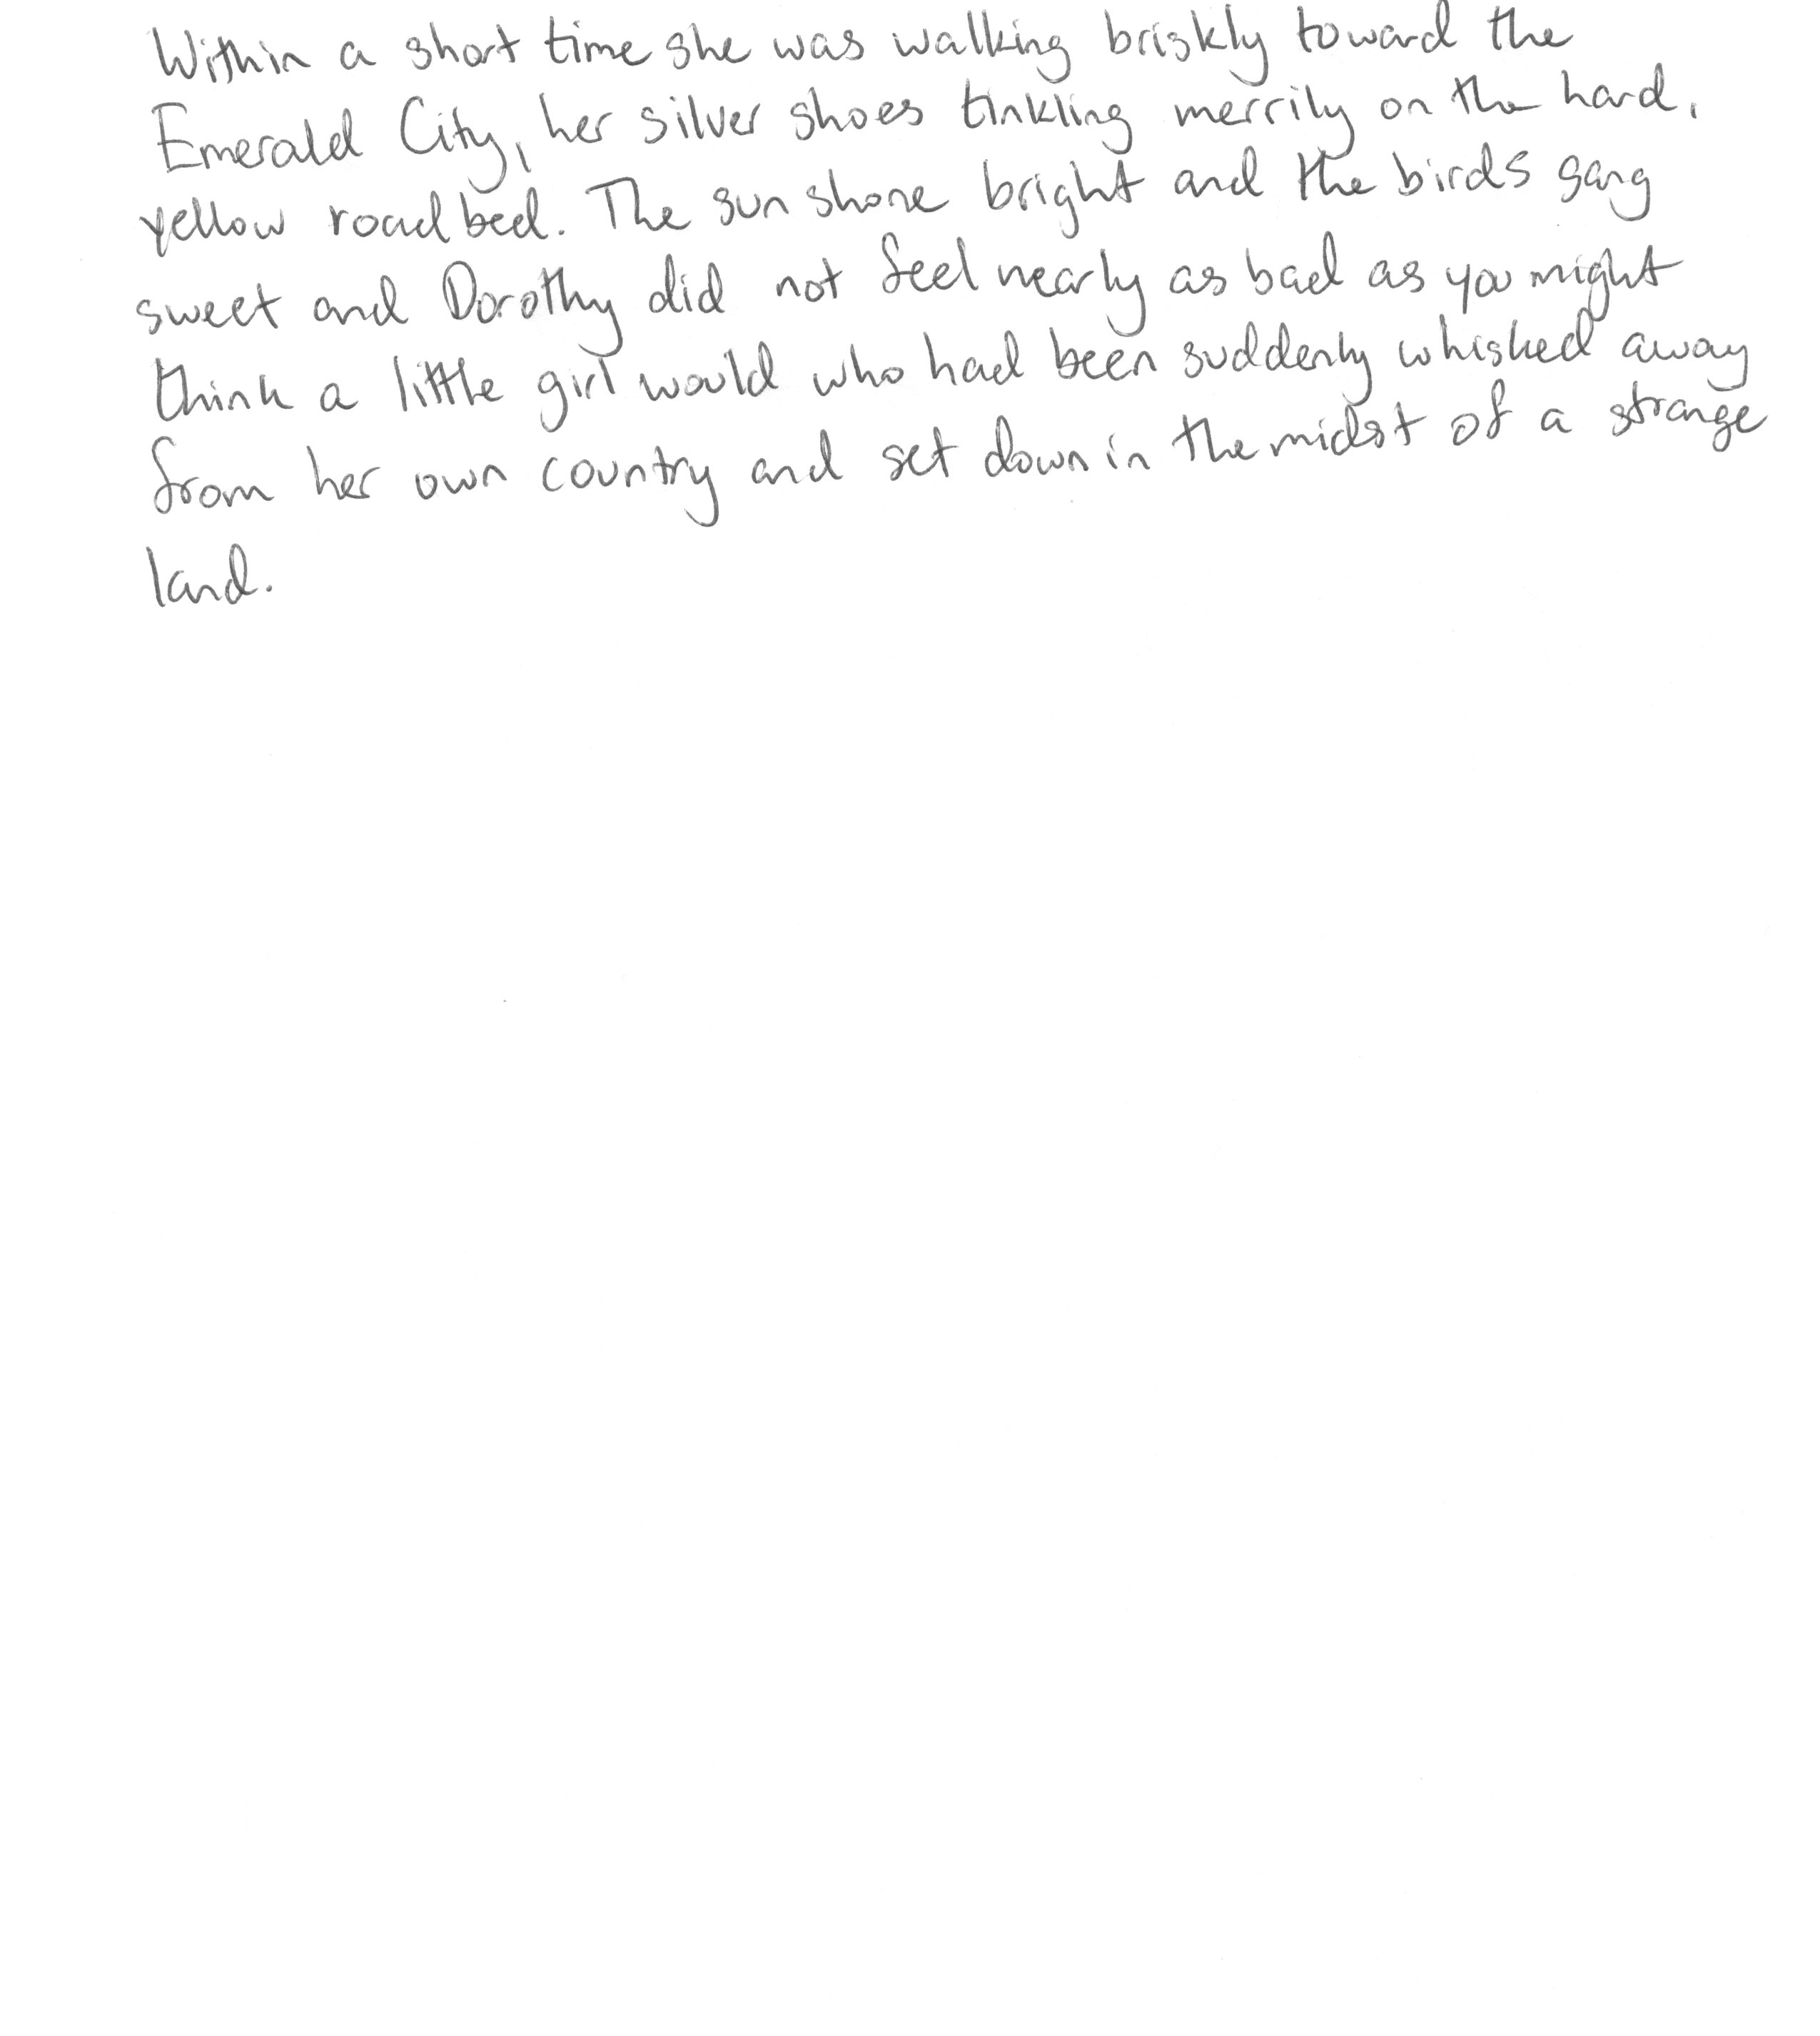 Within a short time she was walking briskly toward the
Emerald City, her silver shoes tinkling merrily on the hard,
yellow roadbed. The sun shone bright and the birds sang
sweet and Dorothy did not feel nearly as bad as you might
think a little girl would who had been suddenly whisked away
from her own country and set down in the midst of a strange
land.